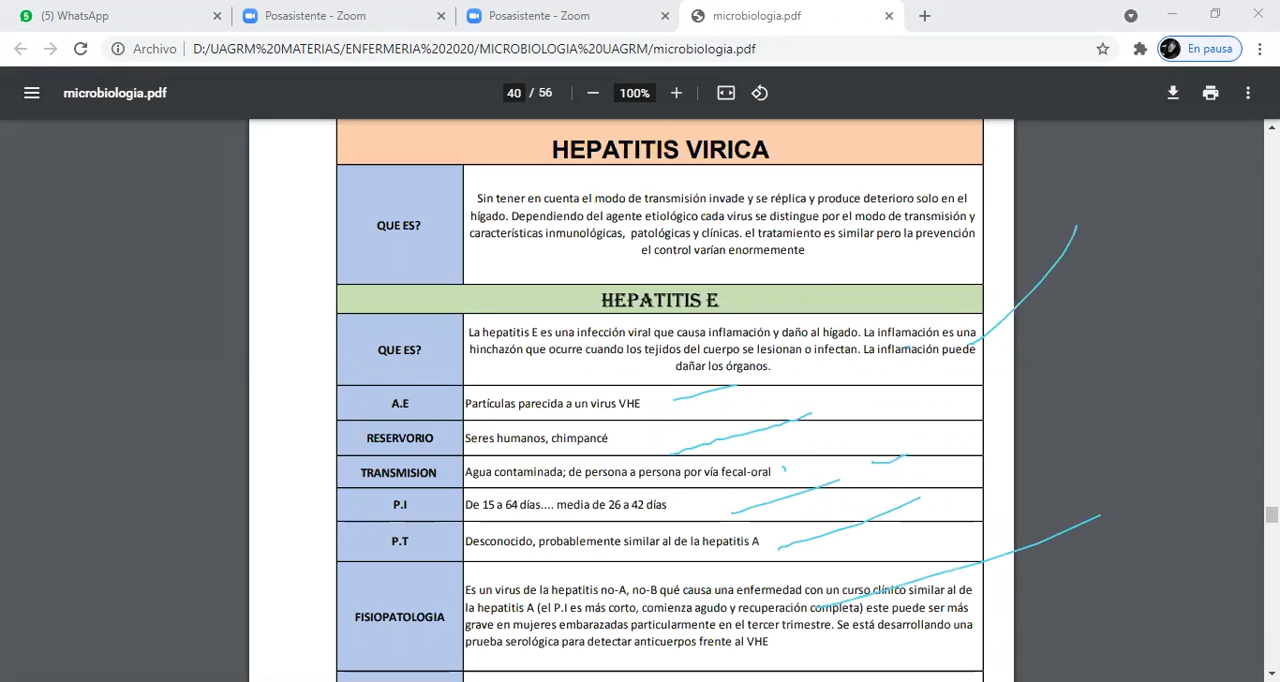 (5) WhatsApp
Posasistente - Zoom
Posasistente - Zoom
microbiologia.pdf
Archivo
D:/UAGRM%20MATERIAS/ENFERMERIA%202020/MICROBIOLOGIA%20UAGRM/microbiologia.pdf
En pausa
microbiologia.pdf
40 / 56
100%
HEPATITIS VIRICA
QUE ES?
Sin tener en cuenta el modo de transmisión invade y se réplica y produce deterioro solo en el
hígado. Dependiendo del agente etiológico cada virus se distingue por el modo de transmisión y
características inmunológicas, patológicas y clínicas. el tratamiento es similar pero la prevención
el control varían enormemente
HEPATITIS E
QUE ES?
La hepatitis E es una infección viral que causa inflamación y daño al hígado. La inflamación es una
hinchazón que ocurre cuando los tejidos del cuerpo se lesionan o infectan. La inflamación puede
dañar los órganos.
A.E
Partículas parecida a un virus VHE
RESERVORIO
Seres humanos, chimpancé
TRANSMISION
Agua contaminada; de persona a persona por vía fecal-oral
P.I
De 15 a 64 días.... media de 26 a 42 días
P.T
Desconocido, probablemente similar al de la hepatitis A
FISIOPATOLOGIA
Es un virus de la hepatitis no-A, no-B qué causa una enfermedad con un curso clínico similar al de
la hepatitis A (el P.I es más corto, comienza agudo y recuperación completa) este puede ser más
grave en mujeres embarazadas particularmente en el tercer trimestre. Se está desarrollando una
prueba serológica para detectar anticuerpos frente al VHE